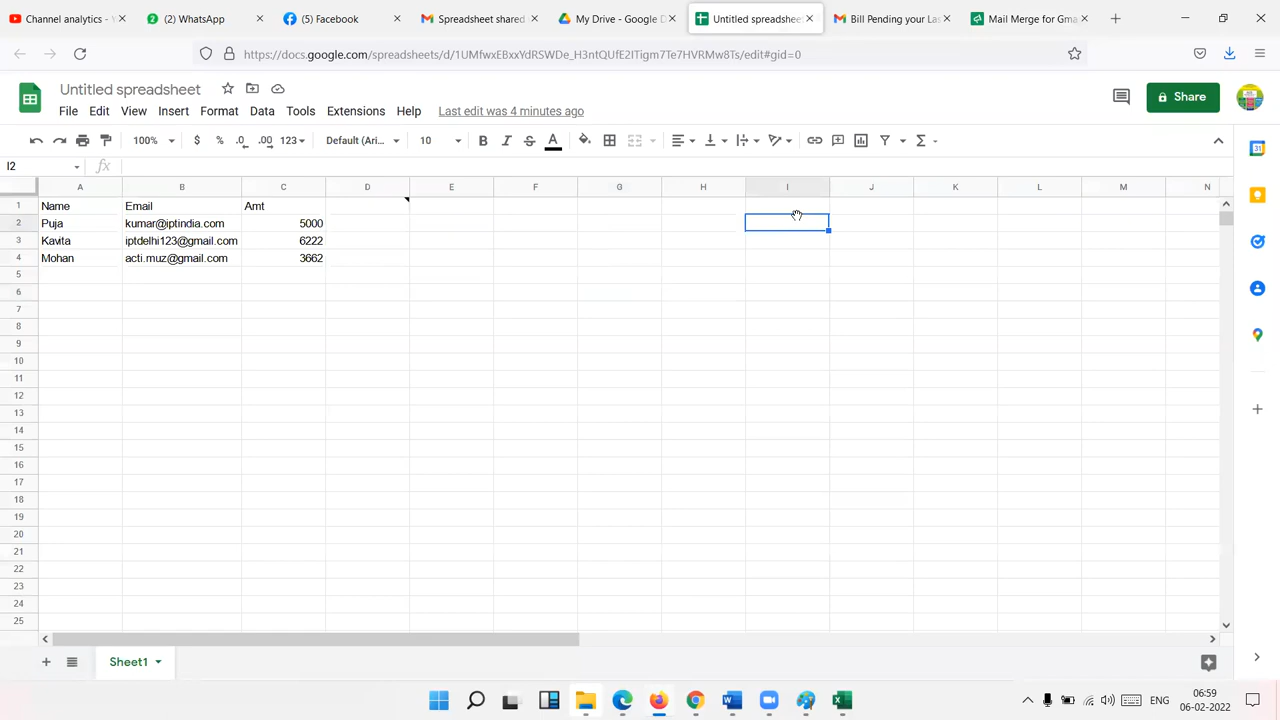 Channel analytics -
(2) WhatsApp
(5) Facebook
Spreadsheet shared
My Drive - Google D
Untitled spreadshee
Bill Pending your La
Mail Merge for Gma
https://docs.google.com/spreadsheets/d/1UMfwxEBxxYdRSWDe_H3ntQUfE2ITigm7Te7HVRMw8Ts/edit#gid=0
Untitled spreadsheet
File Edit View Insert Format Data Tools Extensions Help Last edit was 4 minutes ago
Share
100% $ % .0 .00 123 Default (Ari... 10 B I S A Σ
I2 fx
A B C D E F G H I J K L M N
1 Name Email Amt
2 Puja kumar@iptindia.com 5000
3 Kavita iptdelhi123@gmail.com 6222
4 Mohan acti.muz@gmail.com 3662
5
6
7
8
9
10
11
12
13
14
15
16
17
18
19
20
21
22
23
24
25
Sheet1
ENG
06:59
06-02-2022